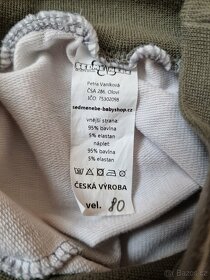 Petra Vaníková
ČSA 286, Oloví
IČO: 75302098
sedmenebe-babyshop.cz
vnější strana:
95% bavlna
5% elastan
náplet:
95% bavlna
5% elastan
ČESKÁ VÝROBA
vel. 80